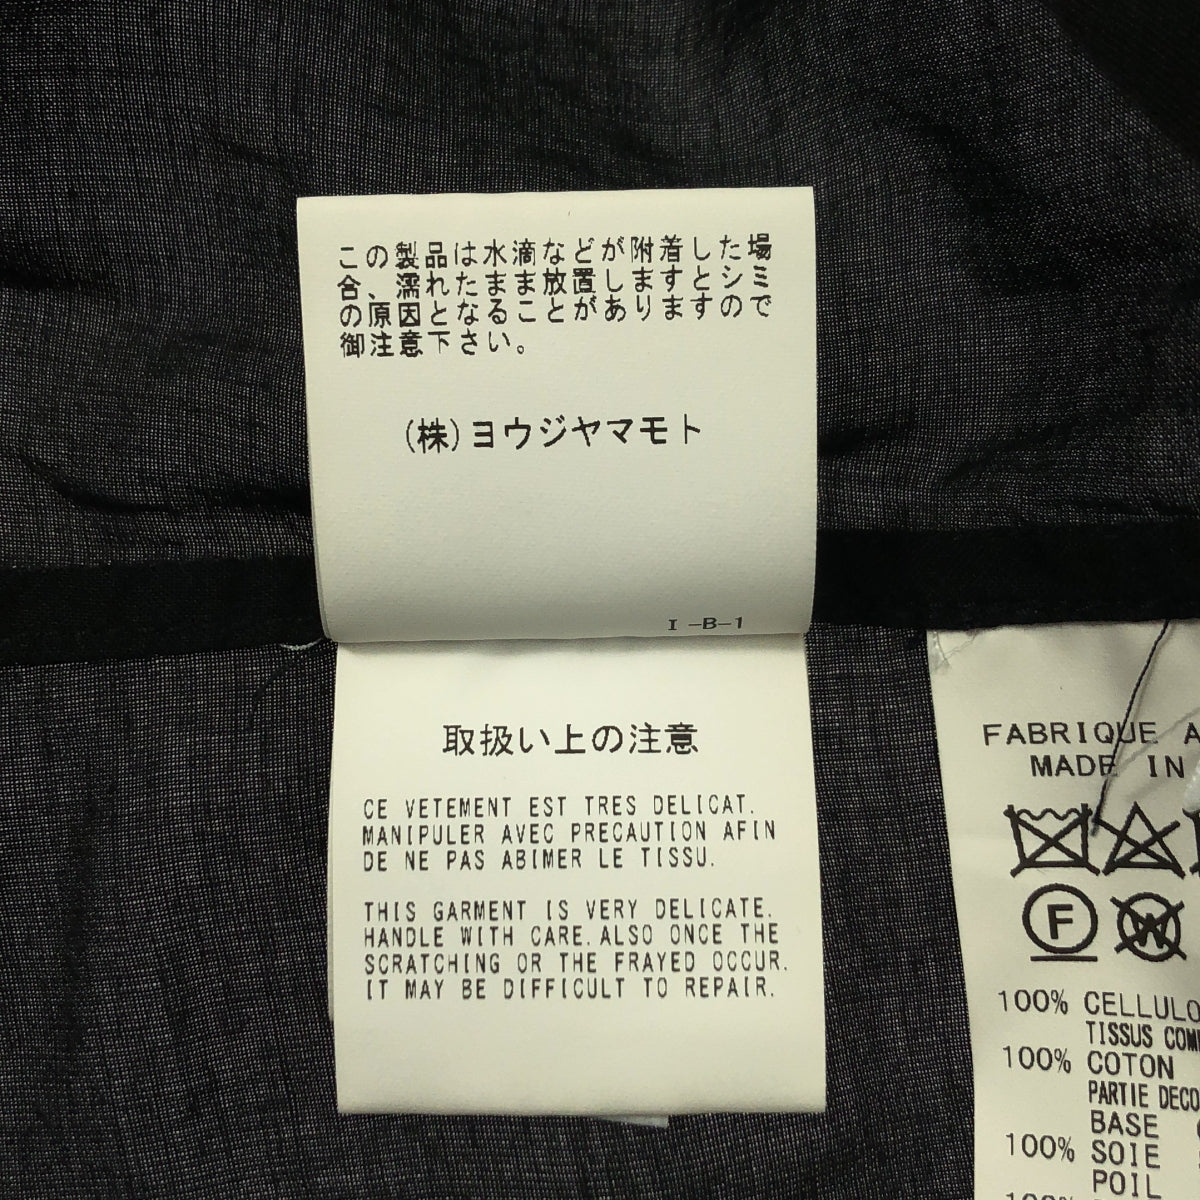 この製品は水滴などが附着した場
合、濡れたまま放置しますとシミ
の原因となることがありますので
御注意下さい。
(株)ヨウジヤマモト
I-B-1
取扱い上の注意
CE VETEMENT EST TRES DELICAT.
MANIPULER AVEC PRECAUTION AFIN
DE NE PAS ABIMER LE TISSU.
THIS GARMENT IS VERY DELICATE.
HANDLE WITH CARE. ALSO ONCE THE
SCRATCHING OR THE FRAYED OCCUR.
IT MAY BE DIFFICULT TO REPAIR.
FABRIQUE A
MADE IN
F
W
100% CELLULO
TISSUS COM
100% COTON
PARTIE DECO
BASE
100% SOIE
POIL
100%